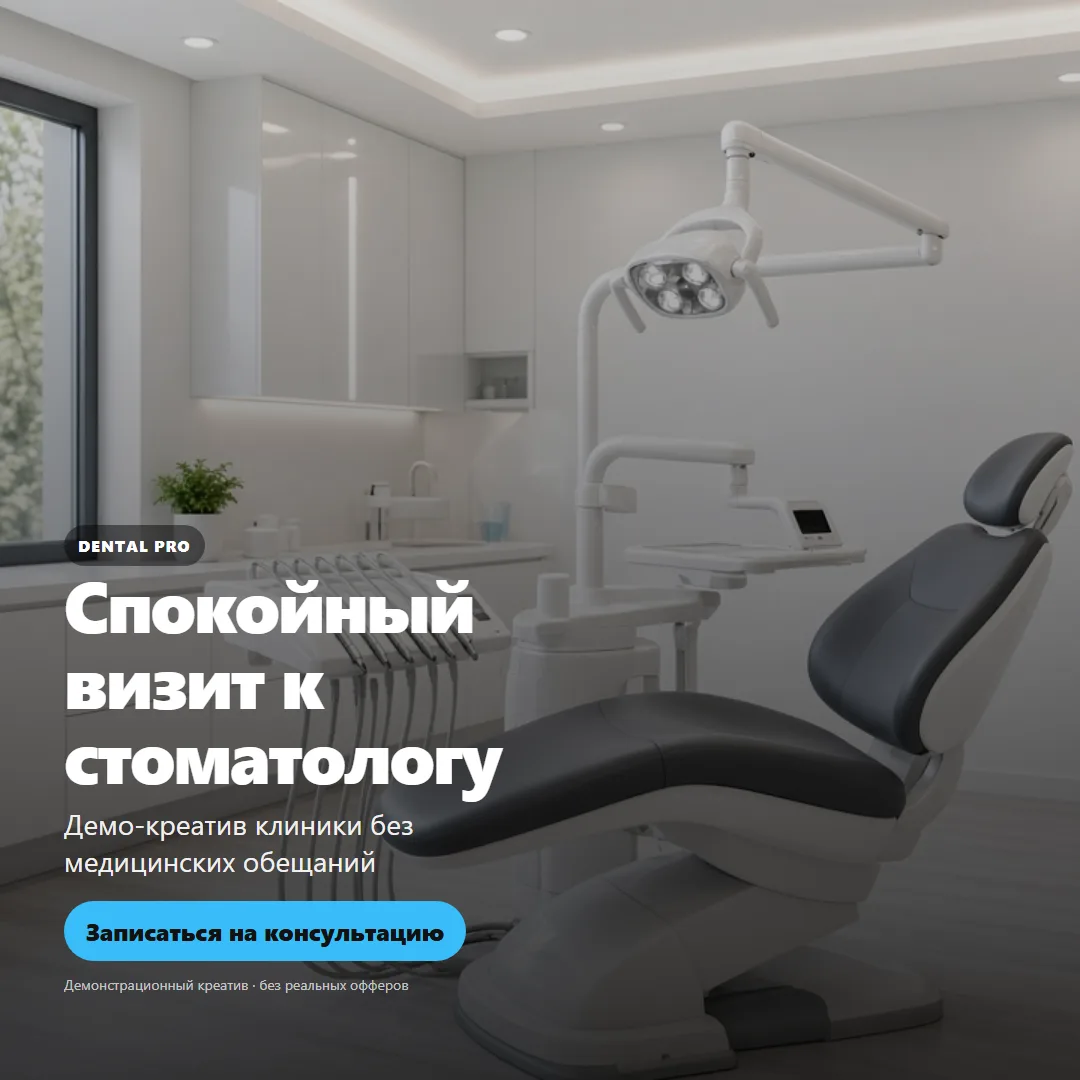 DENTAL PRO
Спокойный
визит к
стоматологу
Демо-креатив клиники без
медицинских обещаний
Записаться на консультацию
Демонстрационный креатив · без реальных офферов